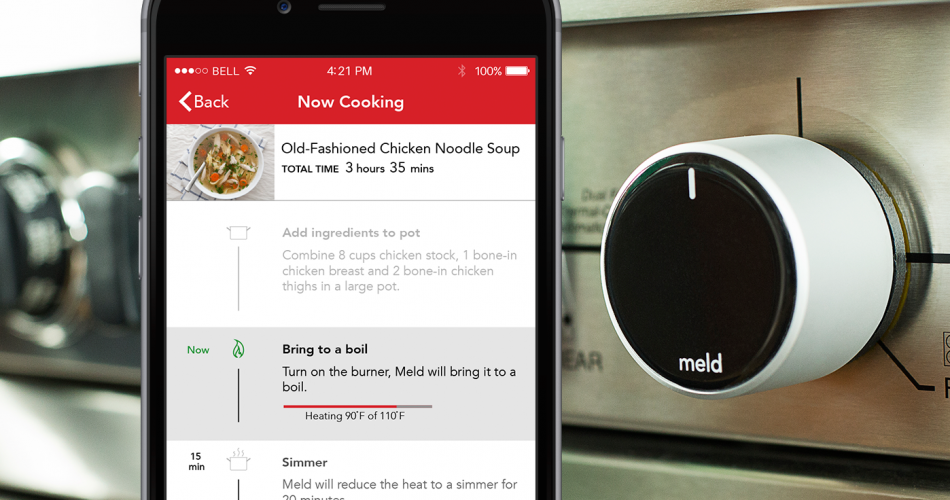 BELL 4:21 PM 100%
Back Now Cooking
Old-Fashioned Chicken Noodle Soup
TOTAL TIME 3 hours 35 mins
Add ingredients to pot
Combine 8 cups chicken stock, 1 bone-in
chicken breast and 2 bone-in chicken
thighs in a large pot.
Now Bring to a boil
Turn on the burner, Meld will bring it to a
boil.
Heating 90°F of 110°F
15
min
Simmer
Meld will reduce the heat to a simmer for
20 minutes
meld
Dual